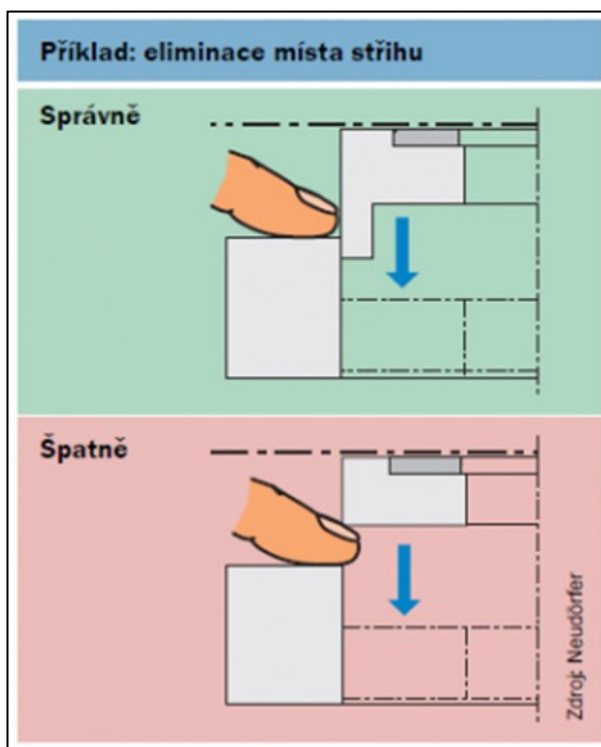 Příklad: eliminace místa střihu
Správně
Špatně
Zdroj: Neudörfer